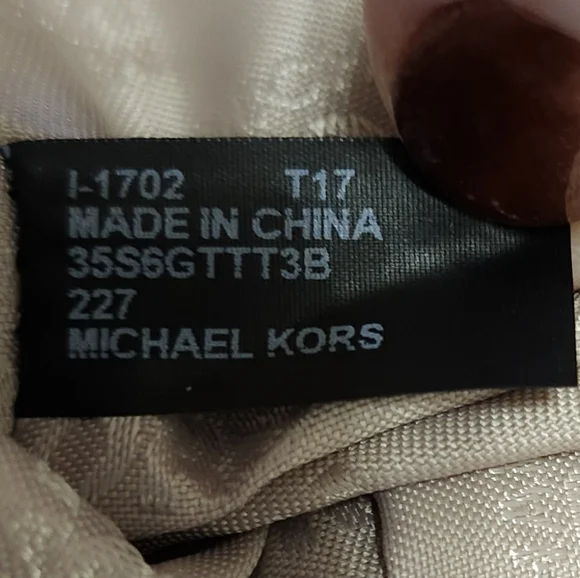 I-1702 T17
MADE IN CHINA
35S6GTTT3B
227
MICHAEL KORS